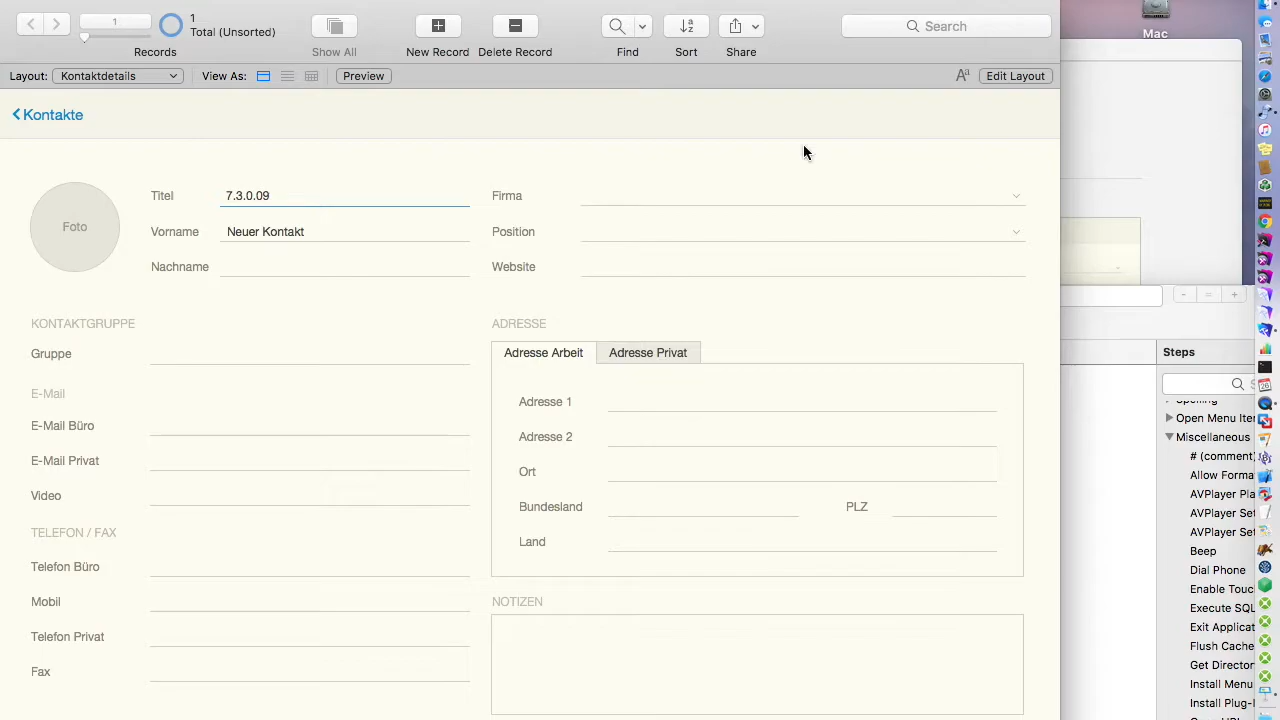 1
1
Total (Unsorted)
Search
Mac
Records
Show All
New Record
Delete Record
Find
Sort
Share
Layout:
Kontaktdetails
View As:
Preview
Aª
Edit Layout
Kontakte
Foto
Titel
7.3.0.09
Firma
Vorname
Neuer Kontakt
Position
Nachname
Website
- = +
KONTAKTGRUPPE
ADRESSE
Gruppe
Adresse Arbeit
Adresse Privat
Steps
E-Mail
Adresse 1
E-Mail Büro
Adresse 2
E-Mail Privat
Ort
Video
Bundesland
PLZ
TELEFON / FAX
Land
Telefon Büro
Mobil
NOTIZEN
Telefon Privat
Fax
Open Menu Iter
Miscellaneous
# (comment)
Allow Forma
AVPlayer Pla
AVPlayer Set
AVPlayer Set
Beep
Dial Phone
Enable Touc
Execute SQL
Exit Applicat
Flush Cache
Get Director
Install Menu
Install Plug-I